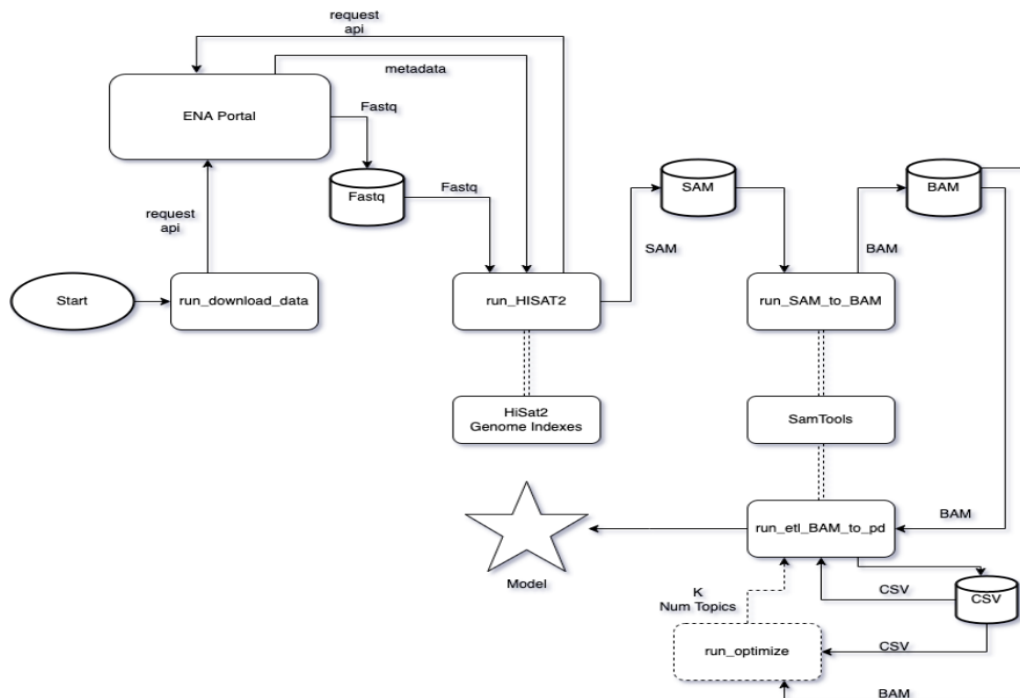 request
api
metadata
ENA Portal
Fastq
Fastq
Fastq
SAM
BAM
request
api
SAM
BAM
Start
run_download_data
run_HISAT2
run_SAM_to_BAM
HiSat2
Genome Indexes
SamTools
run_etl_BAM_to_pd
BAM
Model
K
Num Topics
CSV
CSV
run_optimize
CSV
BAM